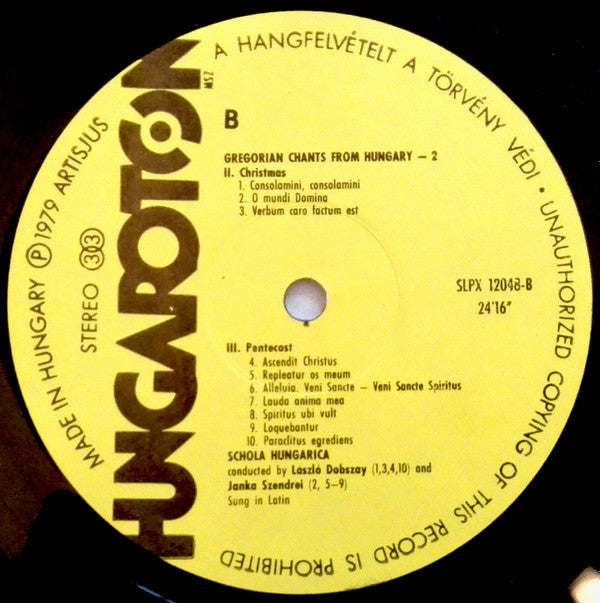 A HANGFELVÉTELT A TÖRVÉNY VÉDI • UNAUTHORIZED COPYING OF THIS RECORD IS PROHIBITED
MADE IN HUNGARY Ⓟ 1979 ARTISJUS
STEREO 33
HUNGAROTON
MSZ
B
GREGORIAN CHANTS FROM HUNGARY – 2
II. Christmas
1. Consolamini, consolamini
2. O mundi Domina
3. Verbum caro factum est
SLPX 12048-B
24'16"
III. Pentecost
4. Ascendit Christus
5. Repleatur os meum
6. Alleluia. Veni Sancte – Veni Sancte Spiritus
7. Lauda anima mea
8. Spiritus ubi vult
9. Loquebantur
10. Paraclitus egrediens
SCHOLA HUNGARICA
conducted by László Dobszay (1,3,4,10) and
Janka Szendrei (2, 5–9)
Sung in Latin